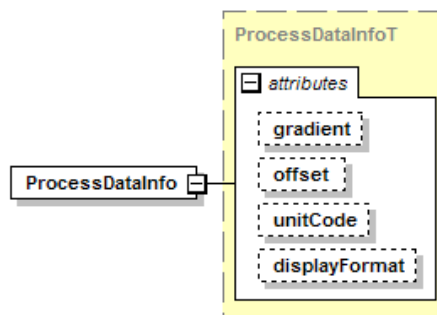 ProcessDataInfoT
attributes
gradient
offset
ProcessDataInfo
unitCode
displayFormat